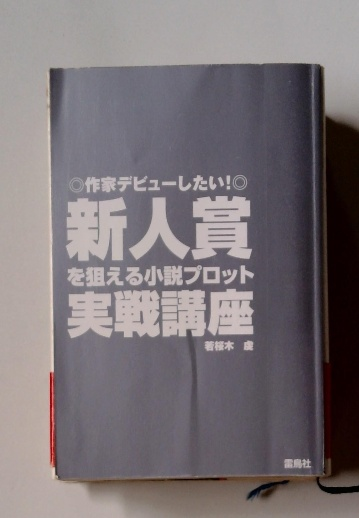 ◎作家デビューしたい!◎
新人賞
を狙える小説プロット
実戦講座
若桜木 虔
雷鳥社